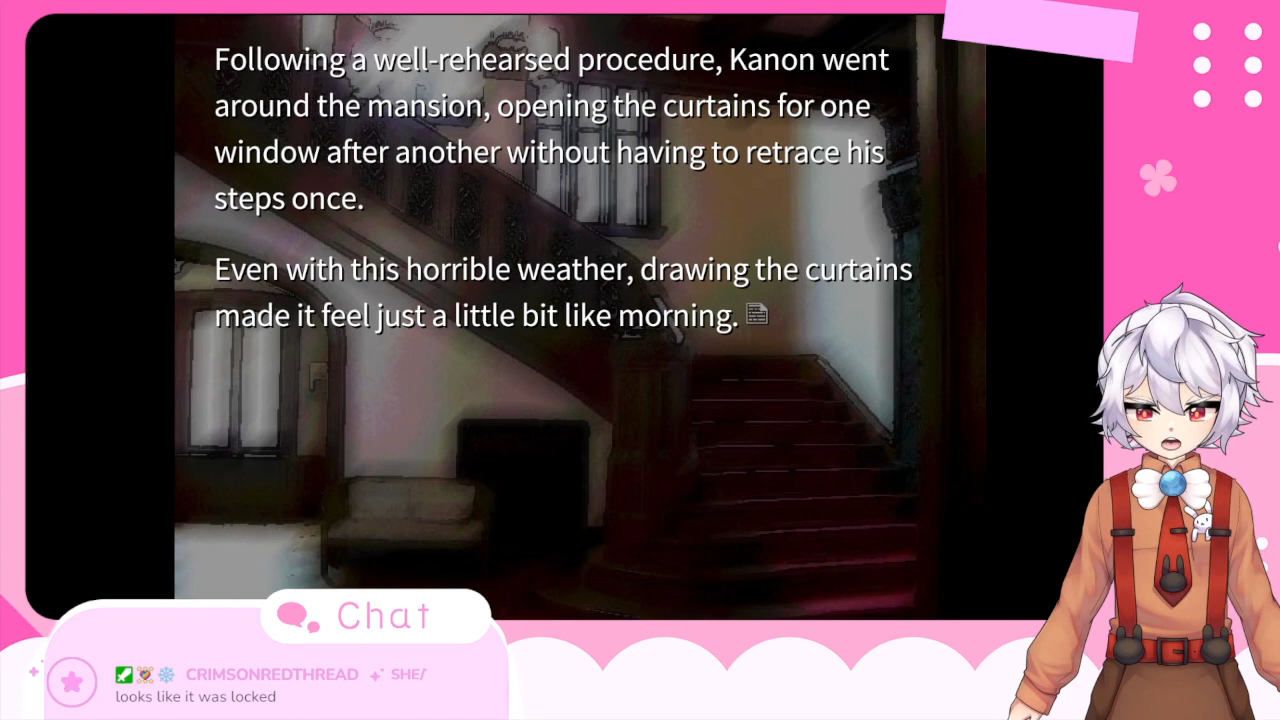 Following a well-rehearsed procedure, Kanon went
around the mansion, opening the curtains for one
window after another without having to retrace his
steps once.
Even with this horrible weather, drawing the curtains
made it feel just a little bit like morning.
Chat
CRIMSONREDTHREAD SHE/
looks like it was locked